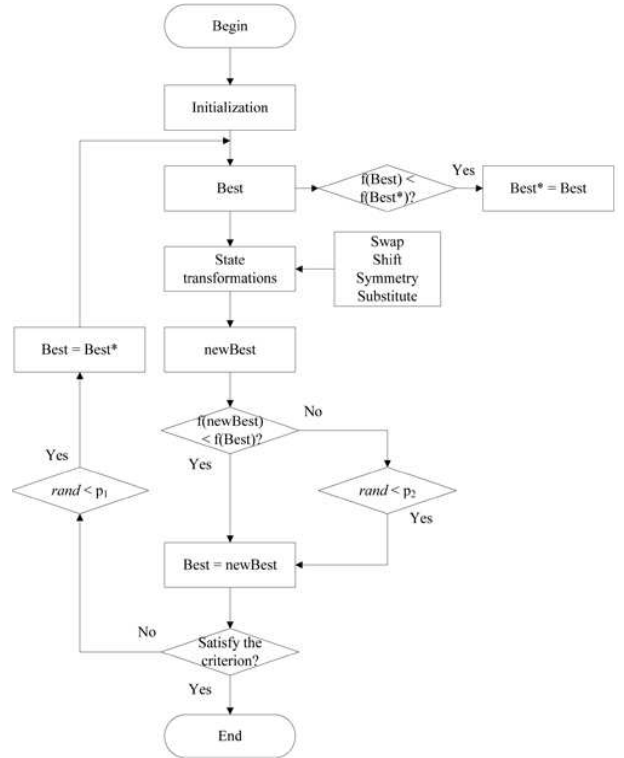 Begin
Initialization
Best
f(Best) <
f(Best*)?
Yes
Best* = Best
State
transformations
Swap
Shift
Symmetry
Substitute
Best = Best*
newBest
f(newBest)
< f(Best)?
No
Yes
Yes
rand < p₁
rand < p₂
Yes
Best = newBest
No
Satisfy the
criterion?
Yes
End